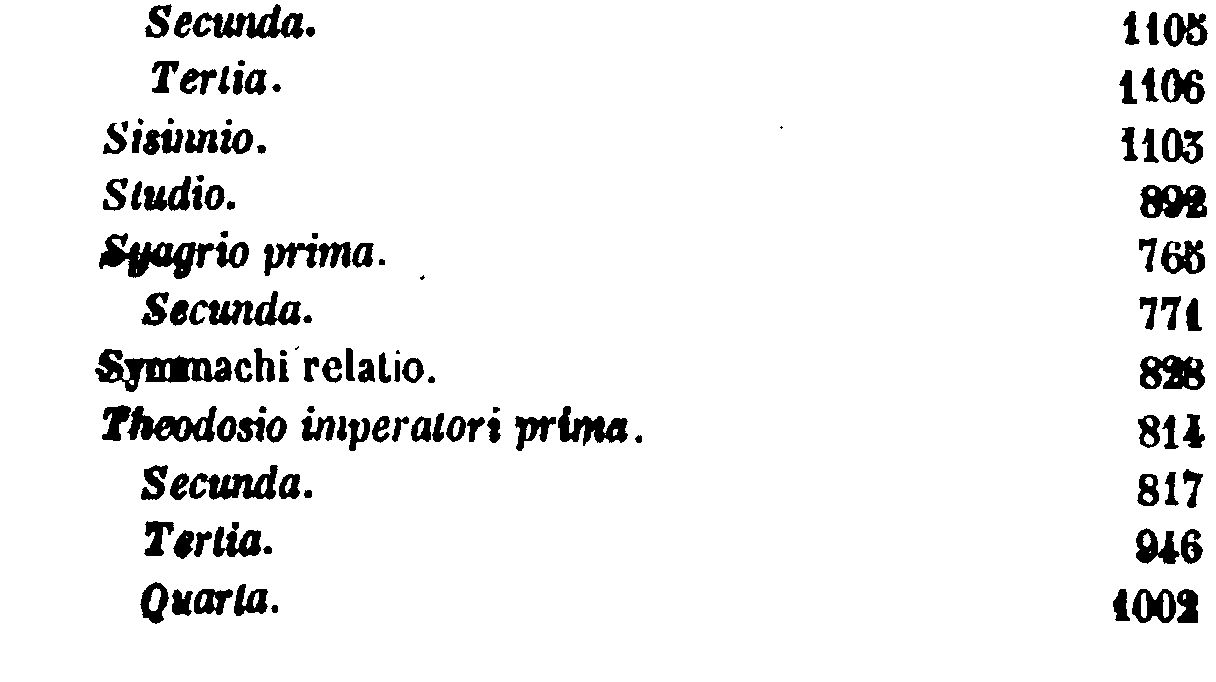 Secunda. 1105
Tertia. 1106
Sisinnio. 1103
Studio. 892
Syagrio prima. 765
Secunda. 771
Symmachi relatio. 828
Theodosio imperatori prima. 814
Secunda. 817
Tertia. 946
Quarta. 1002